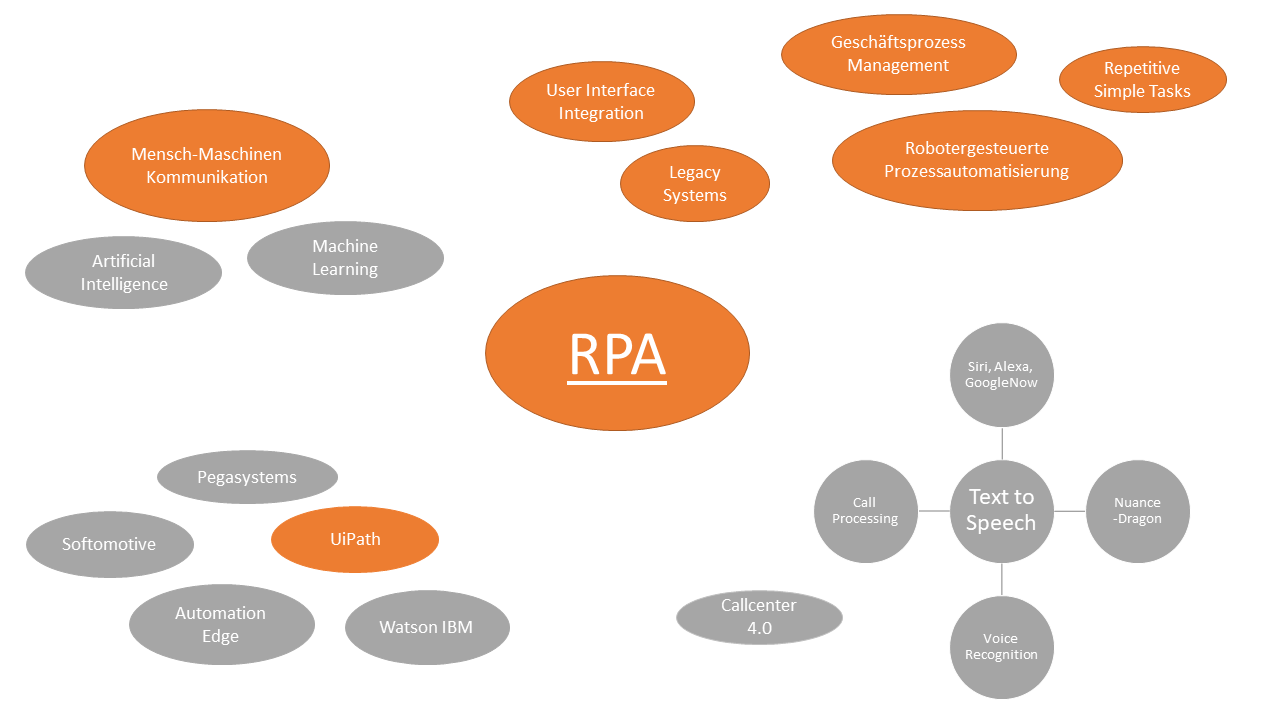 Geschäftsprozess
Management
Repetitive
Simple Tasks
User Interface
Integration
Robotergesteuerte
Prozessautomatisierung
Legacy
Systems
Mensch-Maschinen
Kommunikation
Artificial
Intelligence
Machine
Learning
RPA
Pegasystems
Softomotive
UiPath
Automation
Edge
Watson IBM
Siri, Alexa,
GoogleNow
Call
Processing
Text to
Speech
Nuance
-Dragon
Callcenter
4.0
Voice
Recognition